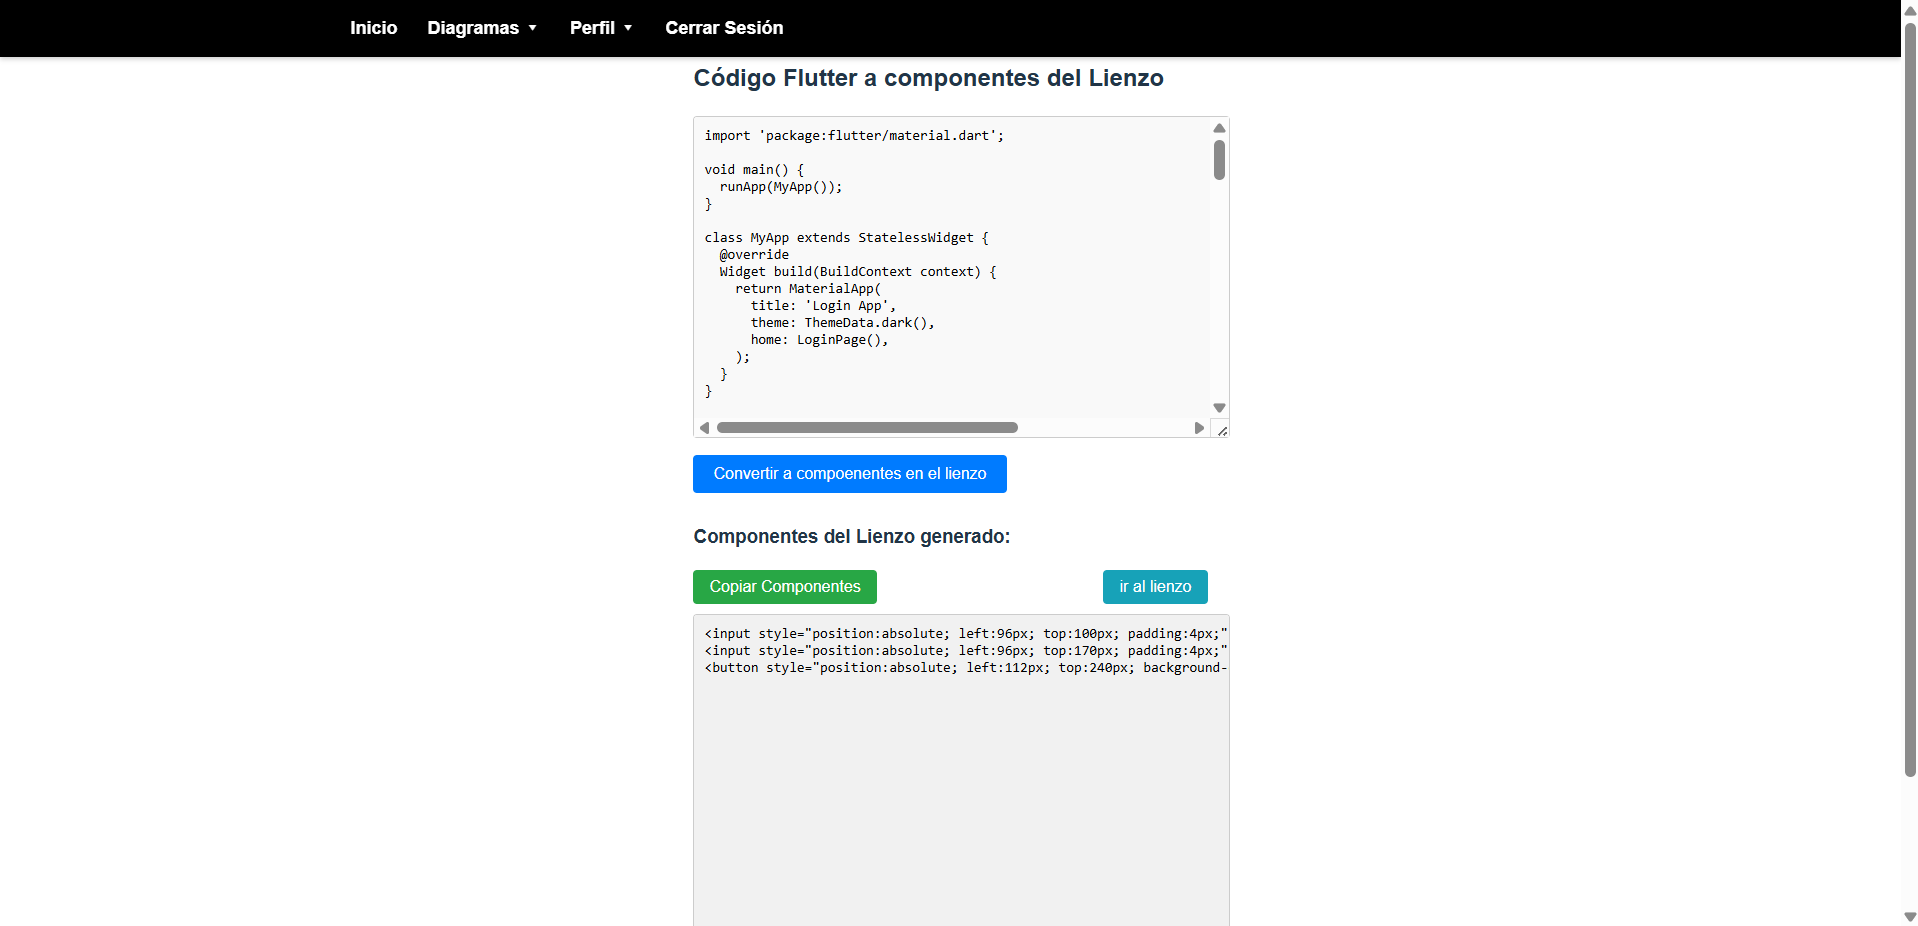 Inicio Diagramas Perfil Cerrar Sesión
Código Flutter a componentes del Lienzo
import 'package:flutter/material.dart';
void main() {
runApp(MyApp());
}
class MyApp extends StatelessWidget {
@override
Widget build(BuildContext context) {
return MaterialApp(
title: 'Login App',
theme: ThemeData.dark(),
home: LoginPage(),
);
}
}
Convertir a compoenentes en el lienzo
Componentes del Lienzo generado:
Copiar Componentes ir al lienzo
<input style="position:absolute; left:96px; top:100px; padding:4px;"
<input style="position:absolute; left:96px; top:170px; padding:4px;"
<button style="position:absolute; left:112px; top:240px; background-